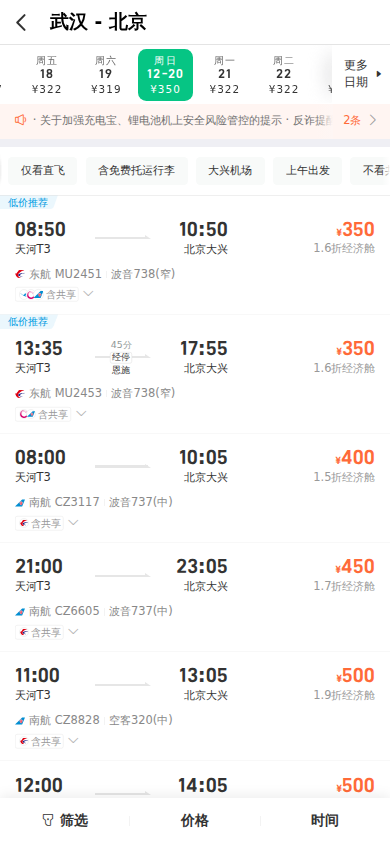 武汉 - 北京
周五 周六 周日 周一 周二 更多
18 19 12-20 21 22 日期
¥322 ¥319 ¥350 ¥322 ¥322
· 关于加强充电宝、锂电池机上安全风险管控的提示 · 反诈提 2条
仅看直飞 含免费托运行李 大兴机场 上午出发 不看
低价推荐
08:50 10:50 ¥350
天河T3 北京大兴 1.6折经济舱
东航 MU2451 波音738(窄)
含共享
低价推荐
13:35 45分 17:55 ¥350
经停
天河T3 恩施 北京大兴 1.6折经济舱
东航 MU2453 波音738(窄)
含共享
08:00 10:05 ¥400
天河T3 北京大兴 1.5折经济舱
南航 CZ3117 波音737(中)
含共享
21:00 23:05 ¥450
天河T3 北京大兴 1.7折经济舱
南航 CZ6605 波音737(中)
含共享
11:00 13:05 ¥500
天河T3 北京大兴 1.9折经济舱
南航 CZ8828 空客320(中)
含共享
12:00 14:05 ¥500
筛选 价格 时间